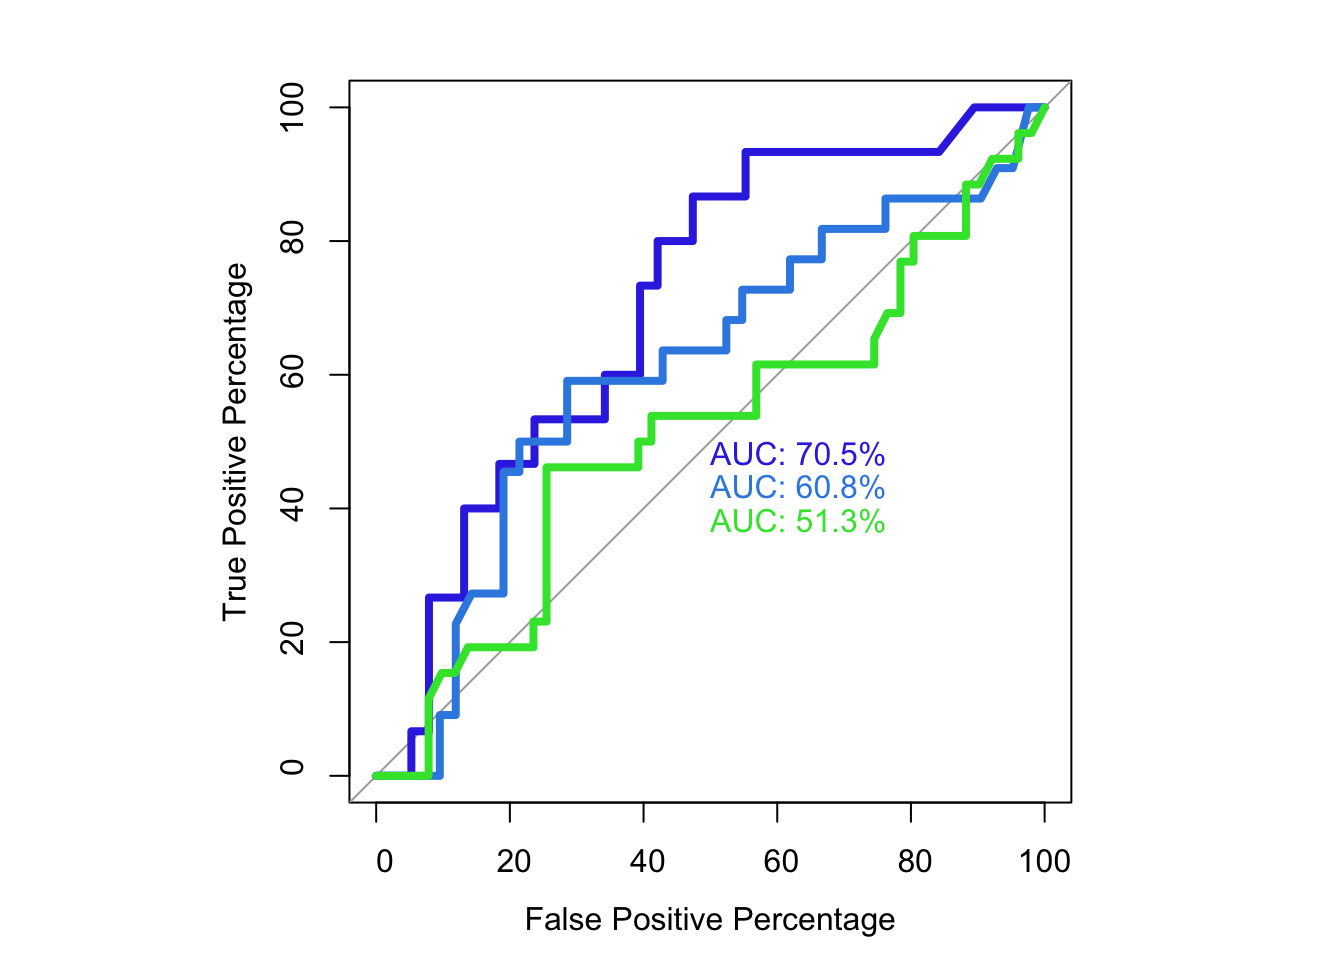 100
80
60
40
20
0
True Positive Percentage
AUC: 70.5%
AUC: 60.8%
AUC: 51.3%
0 20 40 60 80 100
False Positive Percentage